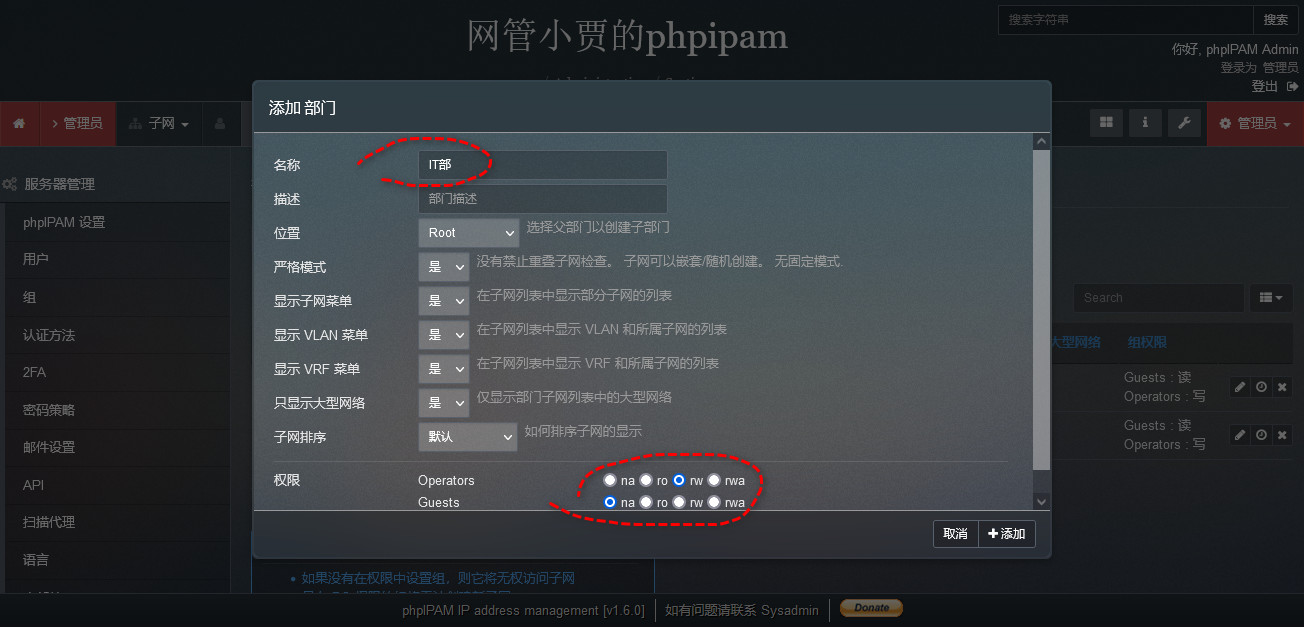 网管小贾的phpipam
搜索字符串 搜索
你好, phpIPAM Admin
登录为 管理员
登出
管理员 子网 管理员
服务器管理
phpIPAM 设置
用户
组
认证方法
2FA
密码策略
邮件设置
API
扫描代理
语言
添加 部门
名称 IT部
描述 部门描述
位置 Root 选择父部门以创建子部门
严格模式 是 没有禁止重叠子网检查。 子网可以嵌套/随机创建。 无固定模式.
显示子网菜单 是 在子网列表中显示部分子网的列表
显示 VLAN 菜单 是 在子网列表中显示 VLAN 和所属子网的列表
显示 VRF 菜单 是 在子网列表中显示 VRF 和所属子网的列表
只显示大型网络 是 仅显示部门子网列表中的大型网络
子网排序 默认 如何排序子网的显示
权限 Operators na ro rw rwa
Guests na ro rw rwa
取消 添加
Search
大型网络 组权限
Guests : 读
Operators : 写
Guests : 读
Operators : 写
如果没有在权限中设置组，则它将无权访问子网
phpIPAM IP address management [v1.6.0] 如有问题请联系 Sysadmin Donate